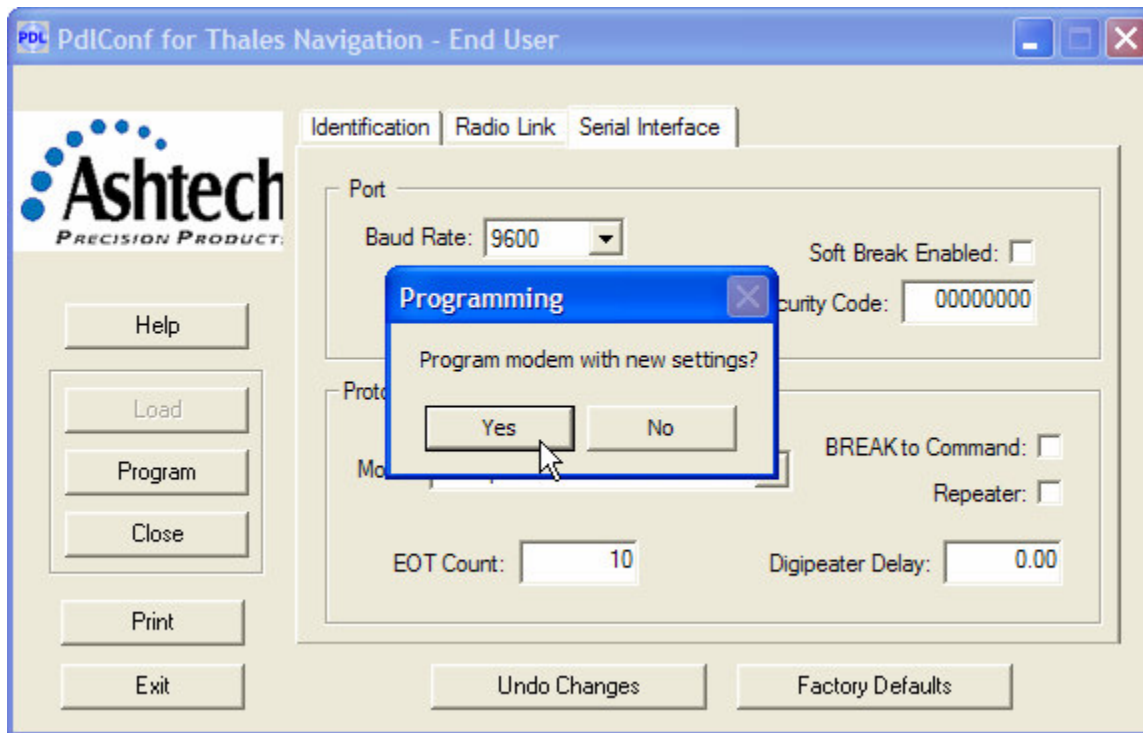 PDL PdlConf for Thales Navigation - End User
Ashtech
PRECISION PRODUCT
Identification Radio Link Serial Interface
Port
Baud Rate: 9600
Soft Break Enabled:
curity Code: 00000000
Programming
Program modem with new settings?
Yes No
Help
Load
Program
Close
Print
Exit
Proto
BREAK to Command:
Mo
Repeater:
EOT Count: 10
Digipeater Delay: 0.00
Undo Changes Factory Defaults